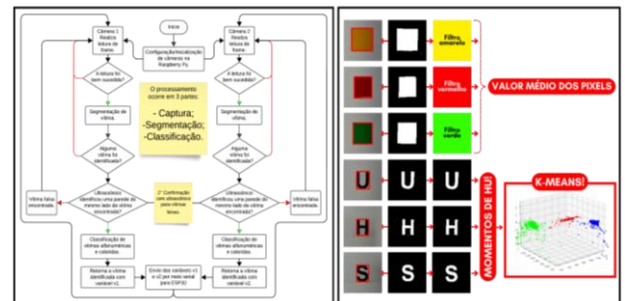 Início
Câmera 1
Realiza
leitura de
frame.
Câmera 2
Realiza
leitura de
frame.
Configuração/Inicialização
de câmeras na
Raspberry Py
A leitura foi
bem sucedida?
A leitura foi
bem sucedida?
O processamento
ocorre em 3 partes:
- Captura;
-Segmentação;
-Classificação.
Segmentação de
vítima.
Segmentação de
vítima.
Alguma
vítima foi
identificada?
Alguma
vítima foi
identificada?
Vítima falsa
encontrada.
Ultrassônico
identificou uma parede do
mesmo lado da vítima
encontrada?
2° Confirmação
com ultrassônico
para vítimas
falsas
Ultrassônico
identificou uma parede do
mesmo lado da vítima
encontrada?
Vítima falsa
encontrada.
Classificação de
vítimas alfanuméricas
e coloridas.
Classificação de
vítimas alfanuméricas
e coloridas.
Retorna a vítima
identificada com
variável v1.
Envio das variáveis v1
e v2 por meio serial
para ESP32
Retorna a vítima
identificada com
variável v2.
Filtro
amarelo
Filtro
vermelho
Filtro
verde
VALOR MÉDIO DOS PIXELS
U U U
H H H
S S S
MOMENTOS DE HU!
K-MEANS!